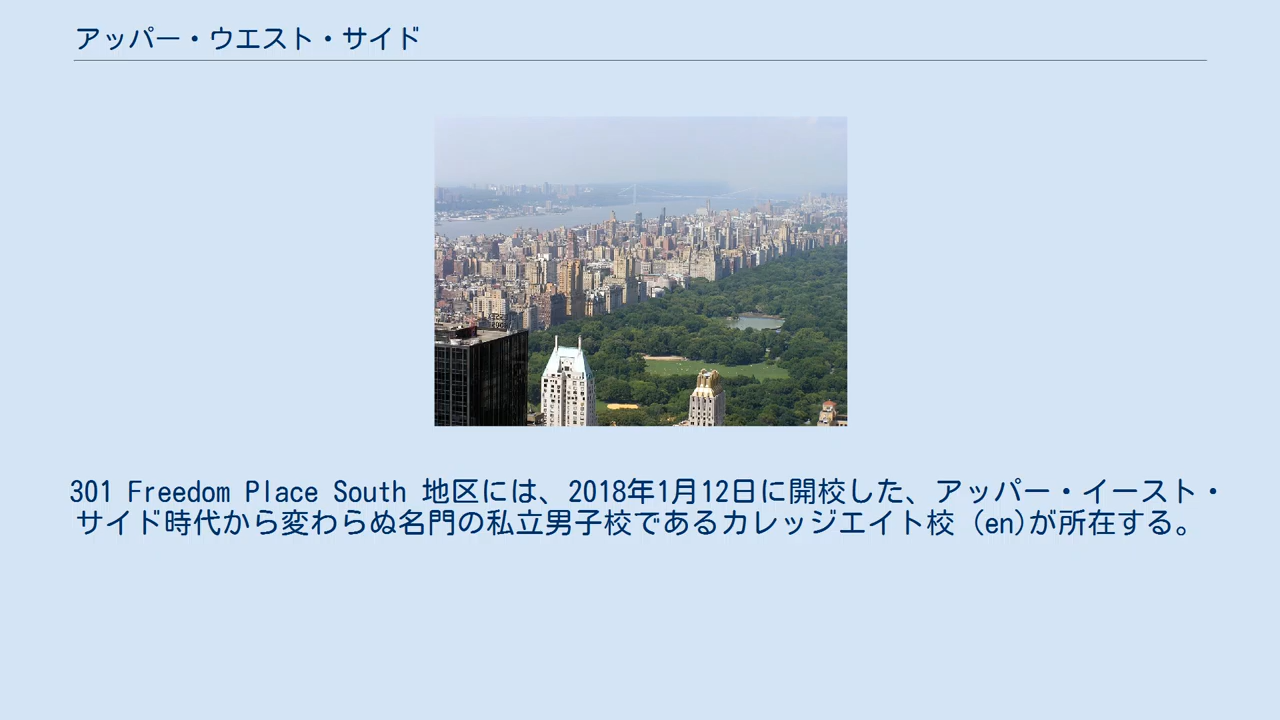 アッパー・ウエスト・サイド
301 Freedom Place South 地区には、2018年1月12日に開校した、アッパー・イースト・
サイド時代から変わらぬ名門の私立男子校であるカレッジエイト校 (en)が所在する。